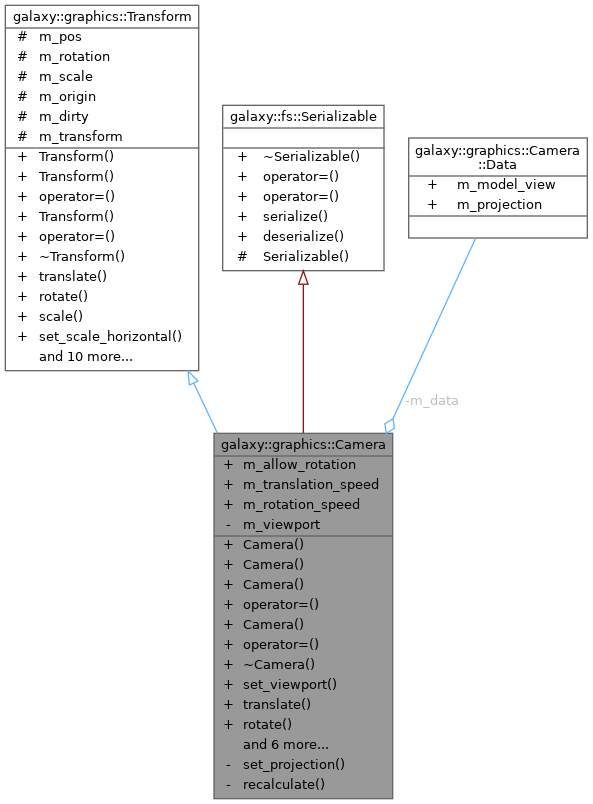 galaxy::graphics::Transform
# m_pos
# m_rotation
# m_scale
# m_origin
# m_dirty
# m_transform
+ Transform()
+ Transform()
+ operator=()
+ Transform()
+ operator=()
+ ~Transform()
+ translate()
+ rotate()
+ scale()
+ set_scale_horizontal()
and 10 more...
galaxy::fs::Serializable
+ ~Serializable()
+ operator=()
+ operator=()
+ serialize()
+ deserialize()
# Serializable()
galaxy::graphics::Camera
::Data
+ m_model_view
+ m_projection
-m_data
galaxy::graphics::Camera
+ m_allow_rotation
+ m_translation_speed
+ m_rotation_speed
- m_viewport
+ Camera()
+ Camera()
+ Camera()
+ operator=()
+ Camera()
+ operator=()
+ ~Camera()
+ set_viewport()
+ translate()
+ rotate()
and 6 more...
- set_projection()
- recalculate()